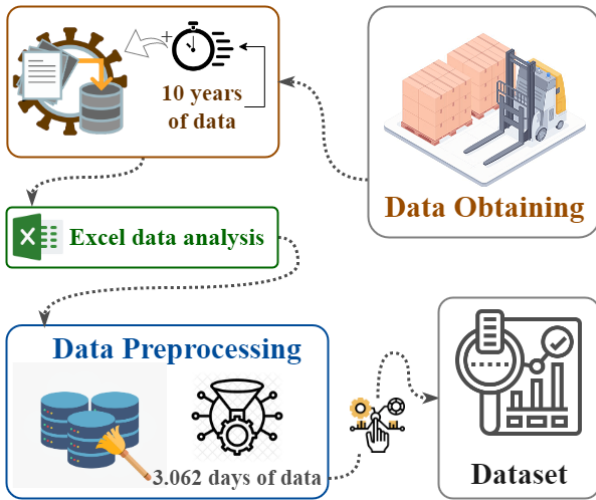 10 years
of data
Data Obtaining
X
Excel data analysis
Data Preprocessing
3.062 days of data
Dataset